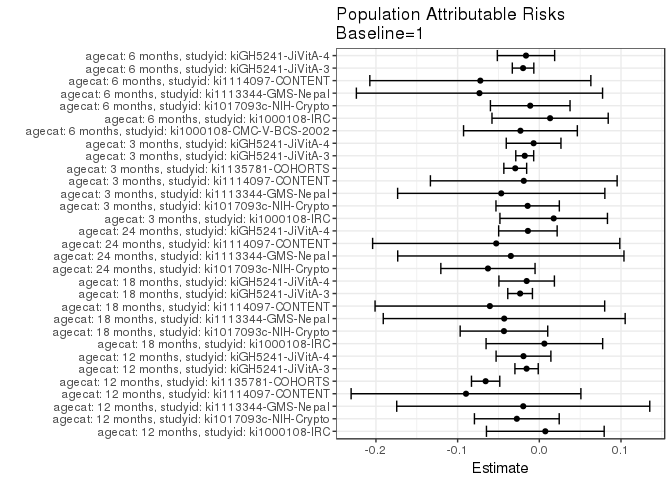 Population Attributable Risks
Baseline=1
agecat: 6 months, studyid: kiGH5241-JiVitA-4
agecat: 6 months, studyid: kiGH5241-JiVitA-3
agecat: 6 months, studyid: ki1114097-CONTENT
agecat: 6 months, studyid: ki1113344-GMS-Nepal
agecat: 6 months, studyid: ki1017093c-NIH-Crypto
agecat: 6 months, studyid: ki1000108-IRC
agecat: 6 months, studyid: ki1000108-CMC-V-BCS-2002
agecat: 3 months, studyid: kiGH5241-JiVitA-4
agecat: 3 months, studyid: kiGH5241-JiVitA-3
agecat: 3 months, studyid: ki1135781-COHORTS
agecat: 3 months, studyid: ki1114097-CONTENT
agecat: 3 months, studyid: ki1113344-GMS-Nepal
agecat: 3 months, studyid: ki1017093c-NIH-Crypto
agecat: 3 months, studyid: ki1000108-IRC
agecat: 24 months, studyid: kiGH5241-JiVitA-4
agecat: 24 months, studyid: ki1114097-CONTENT
agecat: 24 months, studyid: ki1113344-GMS-Nepal
agecat: 24 months, studyid: ki1017093c-NIH-Crypto
agecat: 18 months, studyid: kiGH5241-JiVitA-4
agecat: 18 months, studyid: kiGH5241-JiVitA-3
agecat: 18 months, studyid: ki1114097-CONTENT
agecat: 18 months, studyid: ki1113344-GMS-Nepal
agecat: 18 months, studyid: ki1017093c-NIH-Crypto
agecat: 18 months, studyid: ki1000108-IRC
agecat: 12 months, studyid: kiGH5241-JiVitA-4
agecat: 12 months, studyid: kiGH5241-JiVitA-3
agecat: 12 months, studyid: ki1135781-COHORTS
agecat: 12 months, studyid: ki1114097-CONTENT
agecat: 12 months, studyid: ki1113344-GMS-Nepal
agecat: 12 months, studyid: ki1017093c-NIH-Crypto
agecat: 12 months, studyid: ki1000108-IRC
-0.2 -0.1 0.0 0.1
Estimate